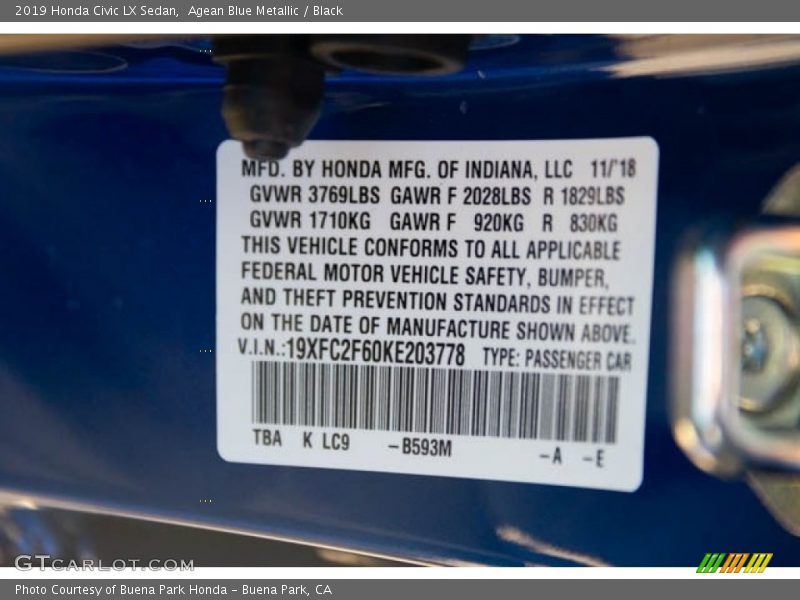 2019 Honda Civic LX Sedan,  Agean Blue Metallic / Black
MFD. BY HONDA MFG. OF INDIANA, LLC 11/'18
GVWR 3769LBS GAWR F 2028LBS R 1829LBS
GVWR 1710KG GAWR F 920KG R 830KG
THIS VEHICLE CONFORMS TO ALL APPLICABLE
FEDERAL MOTOR VEHICLE SAFETY, BUMPER,
AND THEFT PREVENTION STANDARDS IN EFFECT
ON THE DATE OF MANUFACTURE SHOWN ABOVE.
V.I.N.:19XFC2F60KE203778 TYPE: PASSENGER CAR
TBA K LC9 -B593M -A -E
GTCARLOT.COM
Photo Courtesy of Buena Park Honda - Buena Park, CA